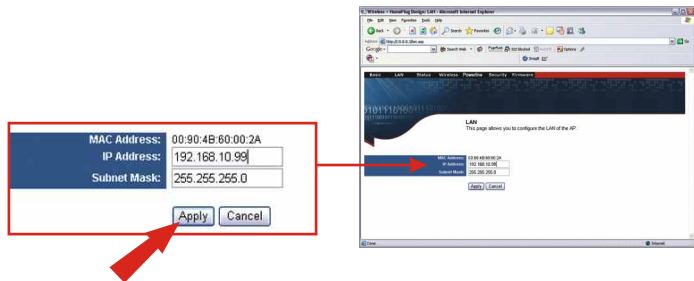 MAC Address: 00:90:4B:60:00:2A
IP Address: 192.168.10.99
Subnet Mask: 255.255.255.0
Apply Cancel
Wireless - HomePlug Design: LAN - Microsoft Internet Explorer
File Edit View Favorites Tools Help
Back Search Favorites
Address
Google Search Web Options
Basic LAN Status Wireless Powerline Security Firmware
LAN
This page allows you to configure the LAN of the AP.
MAC Address: 00:90:4B:60:00:2A
IP Address: 192.168.10.99
Subnet Mask: 255.255.255.0
Apply Cancel
Done Internet